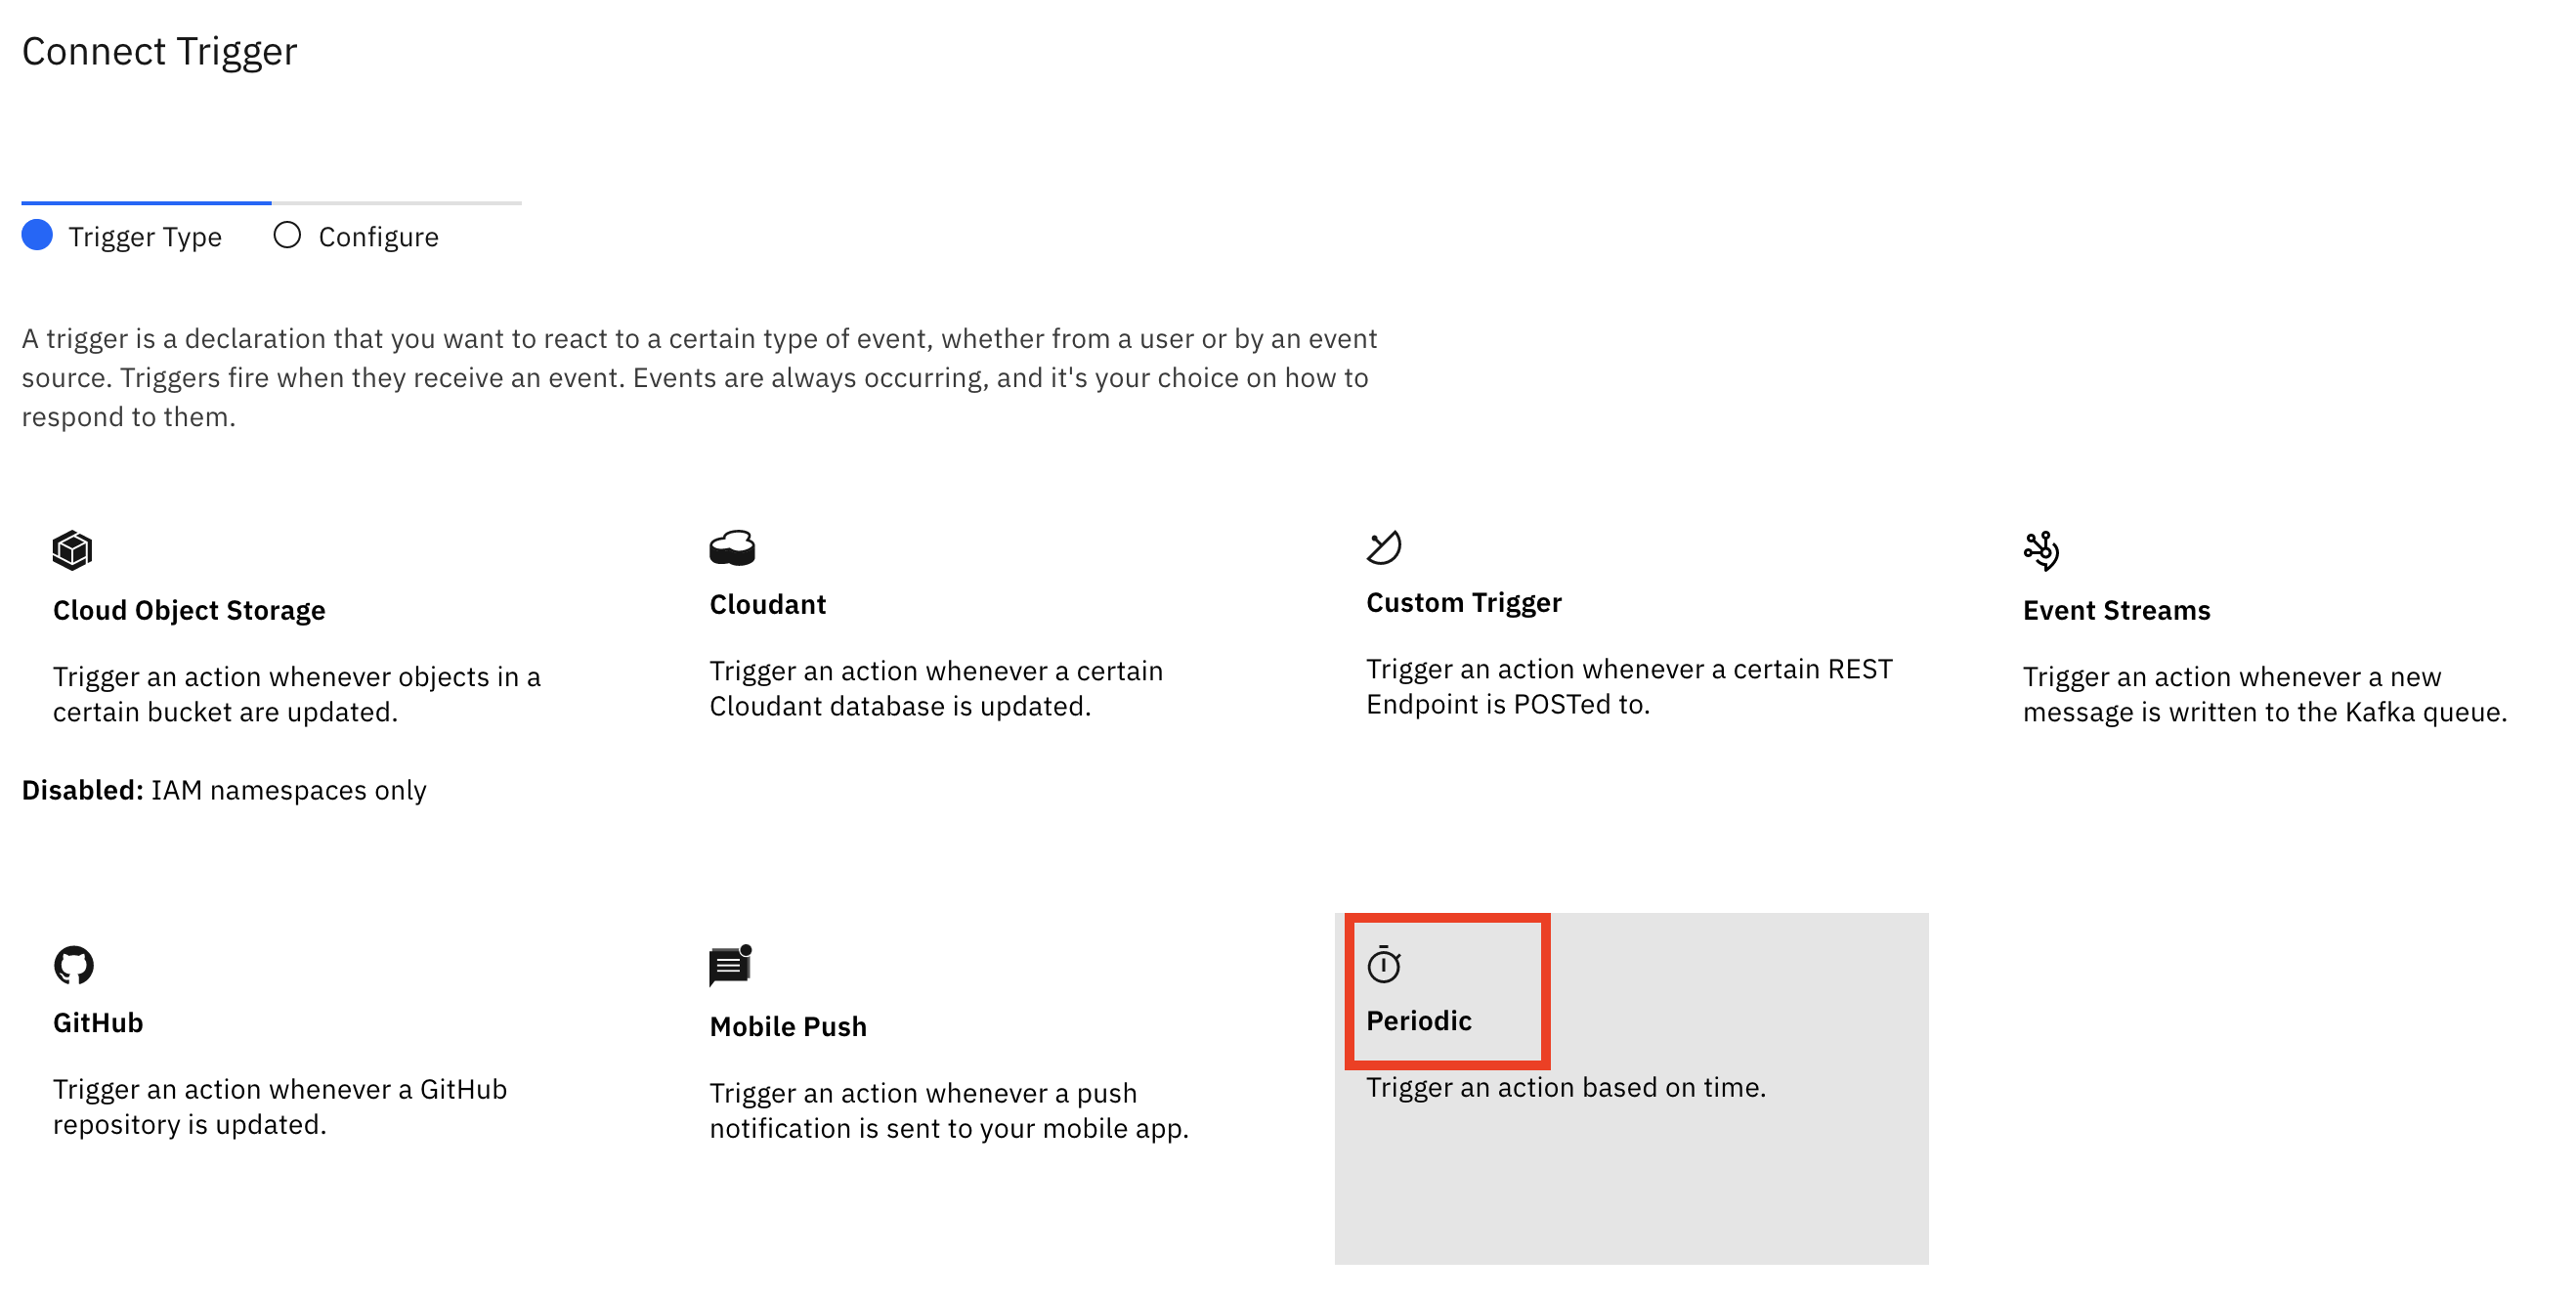 Connect Trigger
Trigger Type
Configure
A trigger is a declaration that you want to react to a certain type of event, whether from a user or by an event
source. Triggers fire when they receive an event. Events are always occurring, and it's your choice on how to
respond to them.
Cloud Object Storage
Trigger an action whenever objects in a
certain bucket are updated.
Disabled: IAM namespaces only
Cloudant
Trigger an action whenever a certain
Cloudant database is updated.
Custom Trigger
Trigger an action whenever a certain REST
Endpoint is POSTed to.
Event Streams
Trigger an action whenever a new
message is written to the Kafka queue.
GitHub
Trigger an action whenever a GitHub
repository is updated.
Mobile Push
Trigger an action whenever a push
notification is sent to your mobile app.
Periodic
Trigger an action based on time.